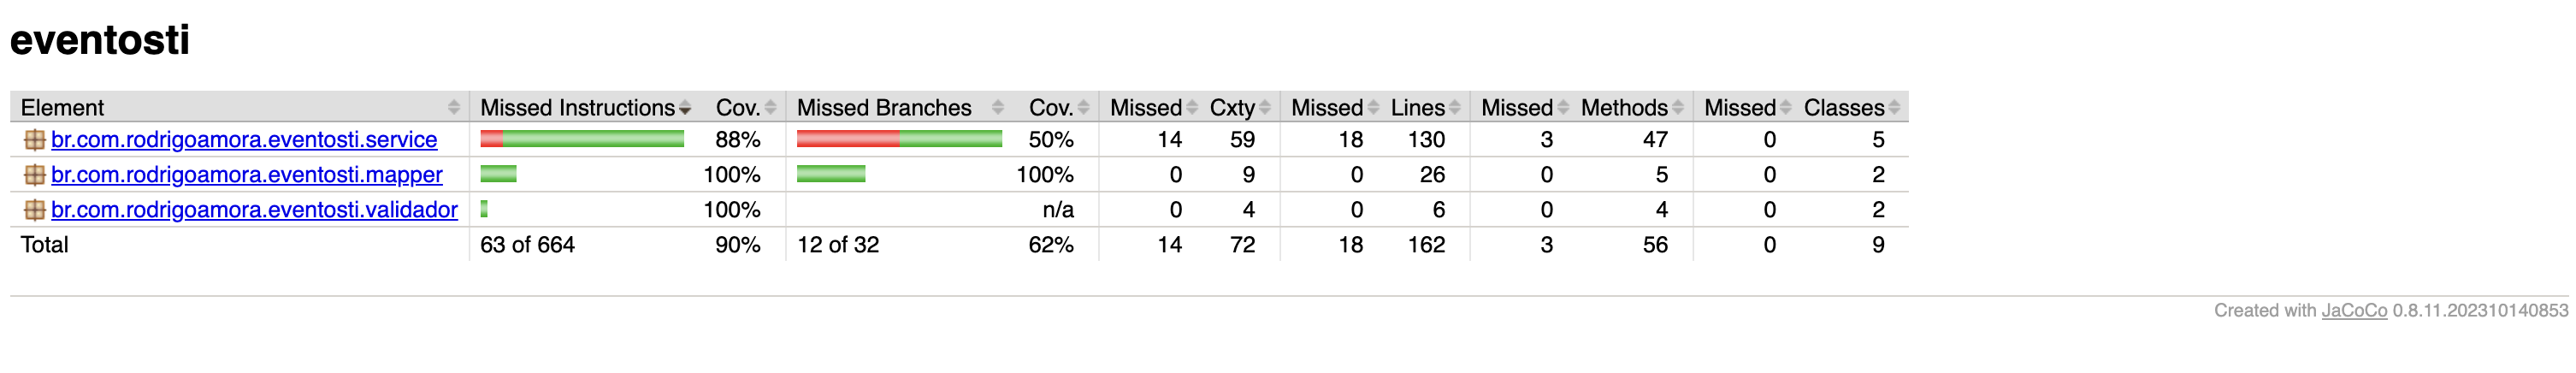 eventosti
Element Missed Instructions Cov. Missed Branches Cov. Missed Cxty Missed Lines Missed Methods Missed Classes
br.com.rodrigoamora.eventosti.service 88% 50% 14 59 18 130 3 47 0 5
br.com.rodrigoamora.eventosti.mapper 100% 100% 0 9 0 26 0 5 0 2
br.com.rodrigoamora.eventosti.validador 100% n/a 0 4 0 6 0 4 0 2
Total 63 of 664 90% 12 of 32 62% 14 72 18 162 3 56 0 9
Created with JaCoCo 0.8.11.202310140853